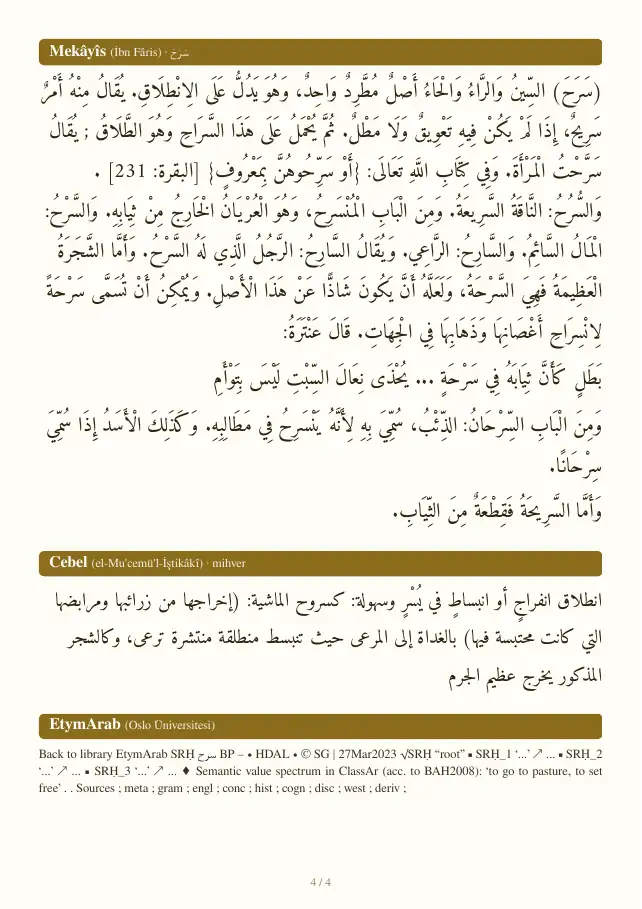 Mekâyîs (İbn Fâris) · سَرَحَ
(سَرَحَ) السِّينُ وَالرَّاءُ وَالْحَاءُ أَصْلٌ مُطَّرِدٌ وَاحِدٌ، وَهُوَ يَدُلُّ عَلَى الِانْطِلَاقِ. يُقَالُ مِنْهُ أَمْرٌ
سَرِيحٌ، إِذَا لَمْ يَكُنْ فِيهِ تَعْوِيقٌ وَلَا مَطْلٌ. ثُمَّ يُحْمَلُ عَلَى هَذَا السَّرَاحِ وَهُوَ الطَّلَاقُ ; يُقَالُ
سَرَّحْتُ الْمَرْأَةَ. وَفِي كِتَابِ اللَّهِ تَعَالَى: {أَوْ سَرِّحُوهُنَّ بِمَعْرُوفٍ} [البقرة: 231] .
وَالسُّرُحُ: النَّاقَةُ السَّرِيعَةُ. وَمِنَ الْبَابِ الْمُنْسَرِحُ، وَهُوَ الْعُرْيَانُ الْخَارِجُ مِنْ ثِيَابِهِ. وَالسَّرْحُ:
الْمَالُ السَّائِمُ. وَالسَّارِحُ: الرَّاعِي. وَيُقَالُ السَّارِحُ: الرَّجُلُ الَّذِي لَهُ السَّرْحُ. وَأَمَّا الشَّجَرَةُ
الْعَظِيمَةُ فَهِيَ السَّرْحَةُ، وَلَعَلَّهُ أَنْ يَكُونَ شَاذًّا عَنْ هَذَا الْأَصْلِ. وَيُمْكِنُ أَنْ تُسَمَّى سَرْحَةً
لِانْسِرَاحِ أَغْصَانِهَا وَذَهَابِهَا فِي الْجِهَاتِ. قَالَ عَنْتَرَةُ:
بَطَلٍ كَأَنَّ ثِيَابَهُ فِي سَرْحَةٍ ... يُحْذَى نِعَالَ السِّبْتِ لَيْسَ بِتَوْأَمِ
وَمِنَ الْبَابِ السِّرْحَانُ: الذِّئْبُ، سُمِّيَ بِهِ لِأَنَّهُ يَنْسَرِحُ فِي مَطَالِبِهِ. وَكَذَلِكَ الْأَسَدُ إِذَا سُمِّيَ
سِرْحَانًا.
وَأَمَّا السَّرِيحَةُ فَقِطْعَةٌ مِنَ الثِّيَابِ.
Cebel (el-Mu'cemü'l-İştikâkî) · mihver
انطلاق انفراجٍ أو انبساطٍ في يُسْرٍ وسهولة: كسروح الماشية: (إخراجها من زرائبها ومرابضها
التي كانت محتبسة فيها) بالغداة إلى المرعى حيث تنبسط منطلقة منتشرة ترعى، وكالشجر
المذكور يخرج عظيم الجرم
EtymArab (Oslo Üniversitesi)
Back to library EtymArab SRḤ سرح BP – • HDAL • © SG | 27Mar2023 √SRḤ “root” ▪ SRḤ_1 ‘...’ ↗ ... ▪ SRḤ_2
‘...’ ↗ ... ▪ SRḤ_3 ‘...’ ↗ ... ♦ Semantic value spectrum in ClassAr (acc. to BAH2008): ‘to go to pasture, to set
free’ . . Sources ; meta ; gram ; engl ; conc ; hist ; cogn ; disc ; west ; deriv ;
4 / 4